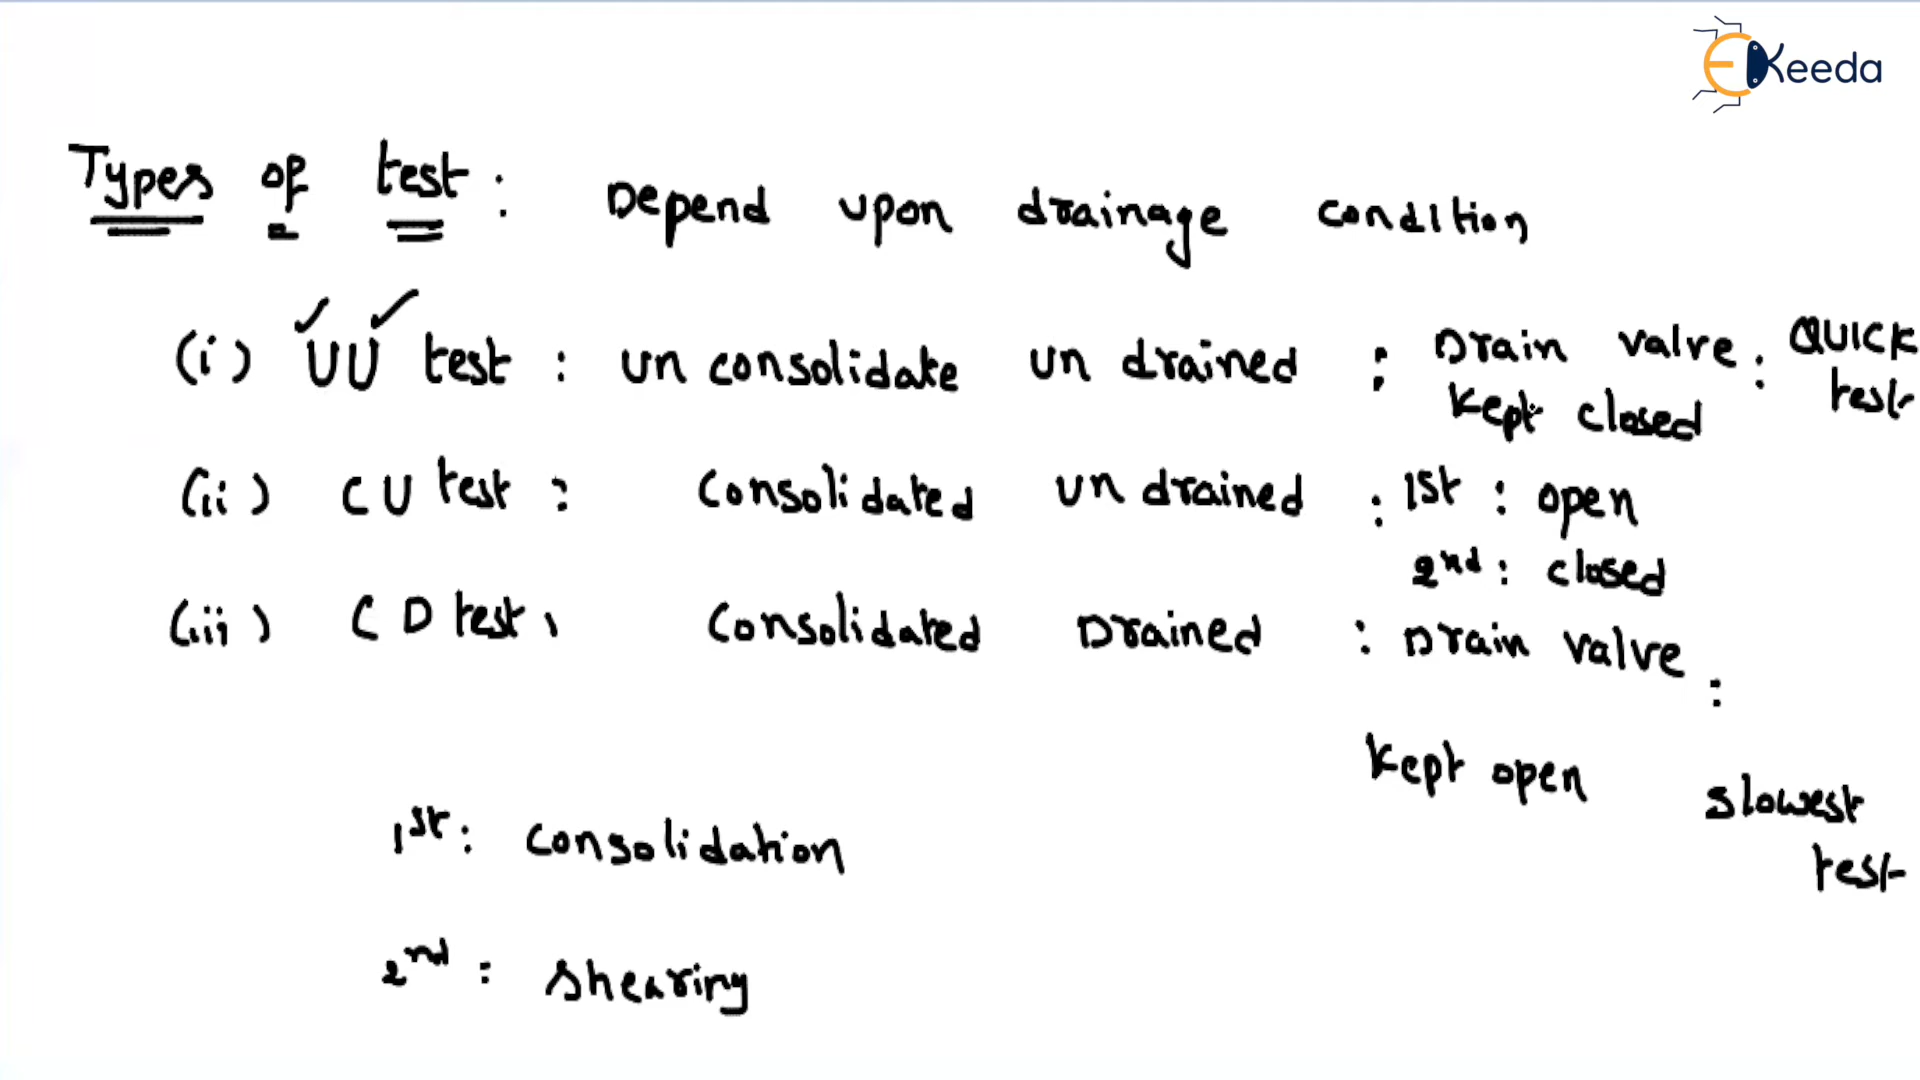 EKeeda
Types of test : Depend upon drainage condition
(i) UU test : un consolidate un drained : Drain valve : QUICK
kept closed test
(ii) CU test : Consolidated un drained : 1st : open
2nd : closed
(iii) CD test, Consolidated Drained : Drain valve :
kept open slowest
test
1st : Consolidation
2nd : shearing